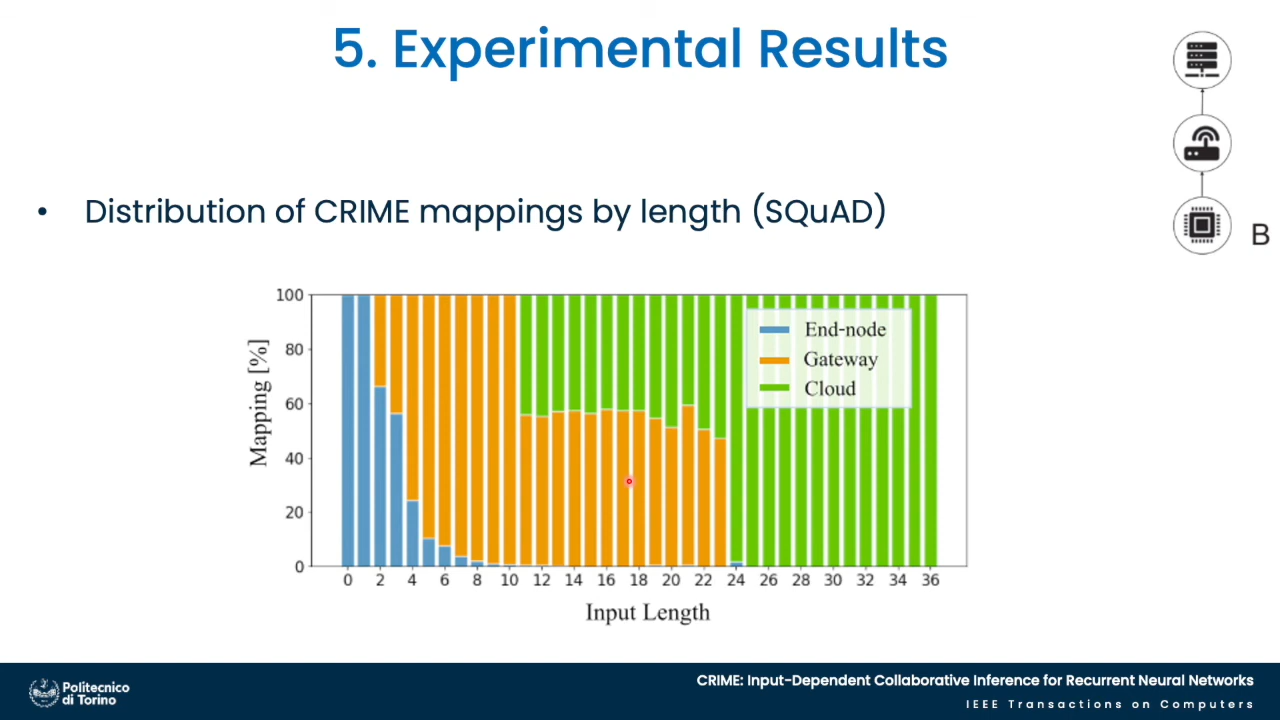 5. Experimental Results
B
• Distribution of CRIME mappings by length (SQuAD)
Mapping [%]
100
80
60
40
20
0
End-node
Gateway
Cloud
0 2 4 6 8 10 12 14 16 18 20 22 24 26 28 30 32 34 36
Input Length
Politecnico
di Torino
CRIME: Input-Dependent Collaborative Inference for Recurrent Neural Networks
IEEE Transactions on Computers